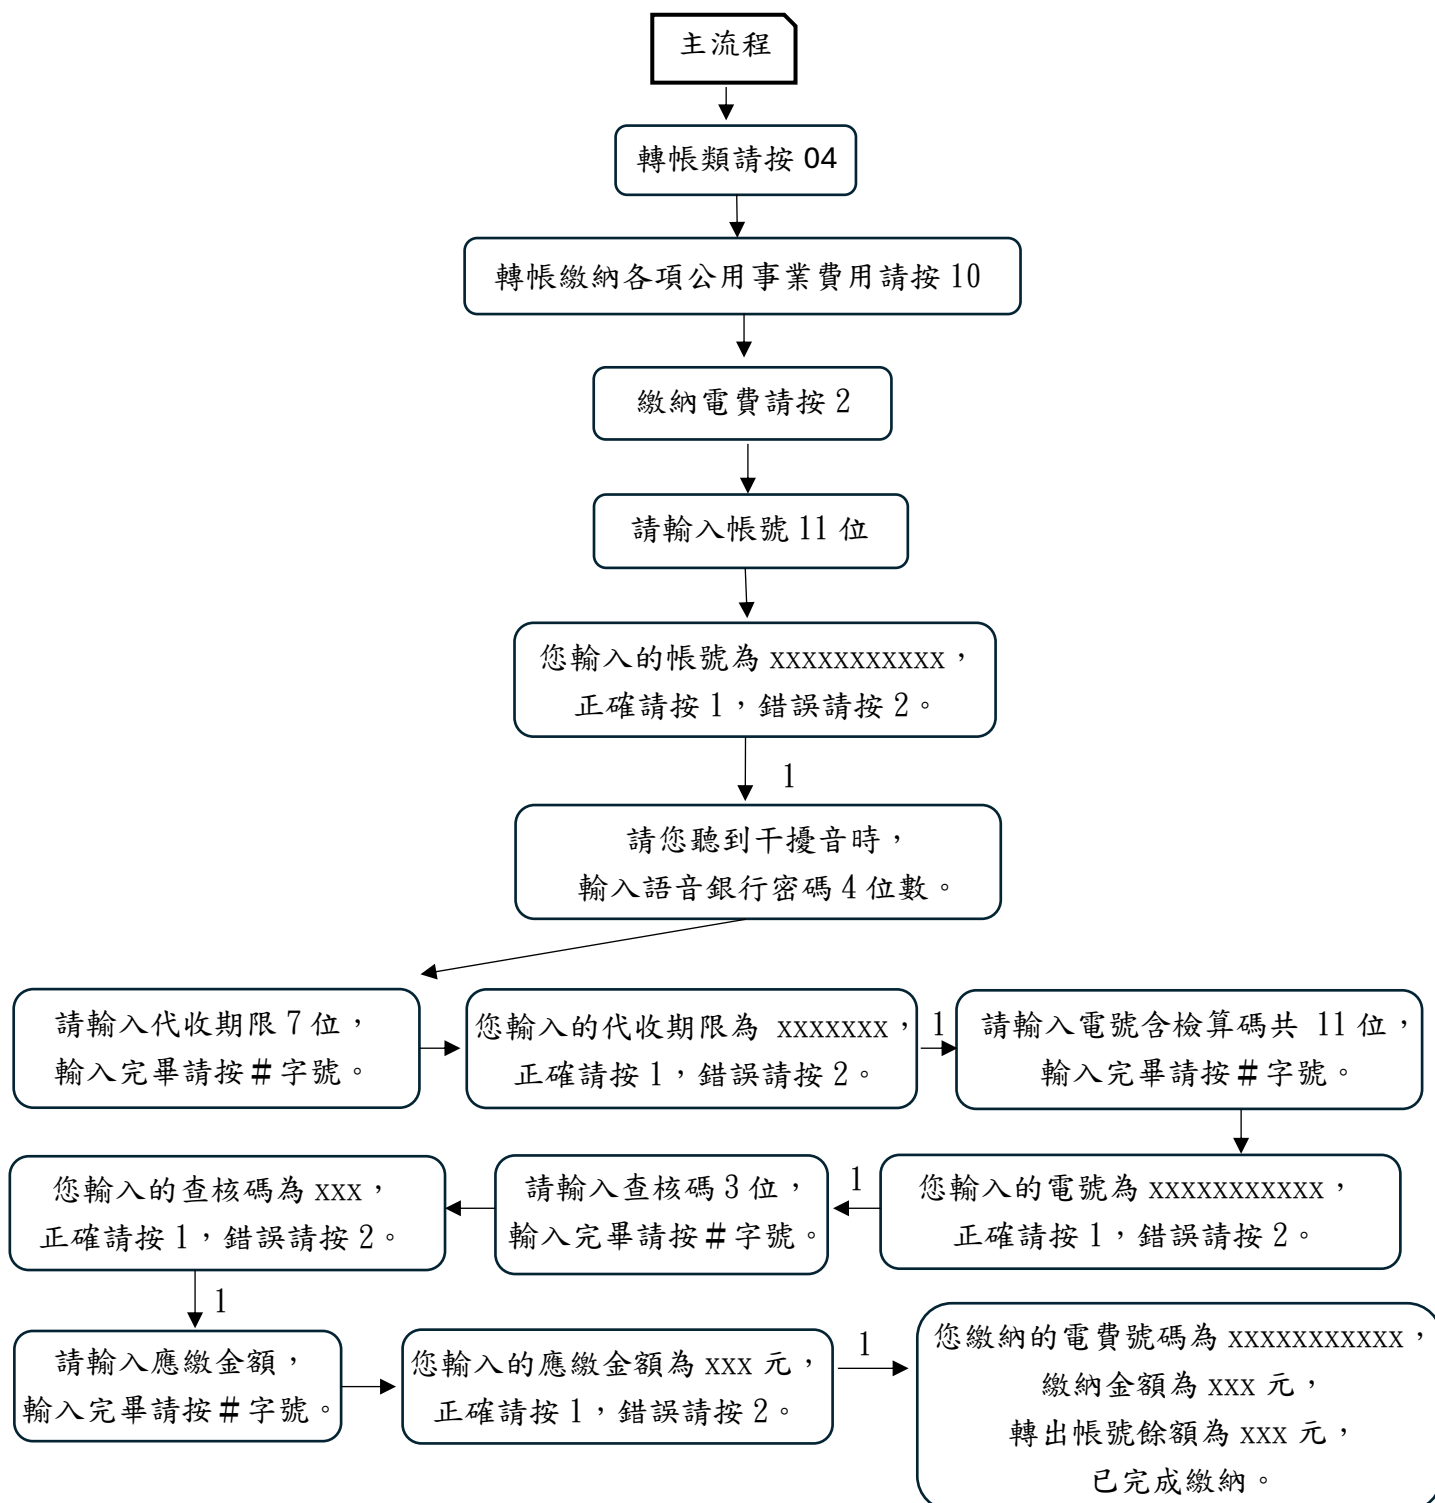 主流程
轉帳類請按 04
轉帳繳納各項公用事業費用請按 10
繳納電費請按 2
請輸入帳號 11 位
您輸入的帳號為 xxxxxxxxxxx，
正確請按 1，錯誤請按 2。
1
請您聽到干擾音時，
輸入語音銀行密碼 4 位數。
請輸入代收期限 7 位，
輸入完畢請按＃字號。
您輸入的代收期限為 xxxxxxx，
正確請按 1，錯誤請按 2。
1
請輸入電號含檢算碼共 11 位，
輸入完畢請按＃字號。
您輸入的電號為 xxxxxxxxxxx，
正確請按 1，錯誤請按 2。
1
請輸入查核碼 3 位，
輸入完畢請按＃字號。
您輸入的查核碼為 xxx，
正確請按 1，錯誤請按 2。
1
請輸入應繳金額，
輸入完畢請按＃字號。
您輸入的應繳金額為 xxx 元，
正確請按 1，錯誤請按 2。
1
您繳納的電費號碼為 xxxxxxxxxxx，
繳納金額為 xxx 元，
轉出帳號餘額為 xxx 元，
已完成繳納。